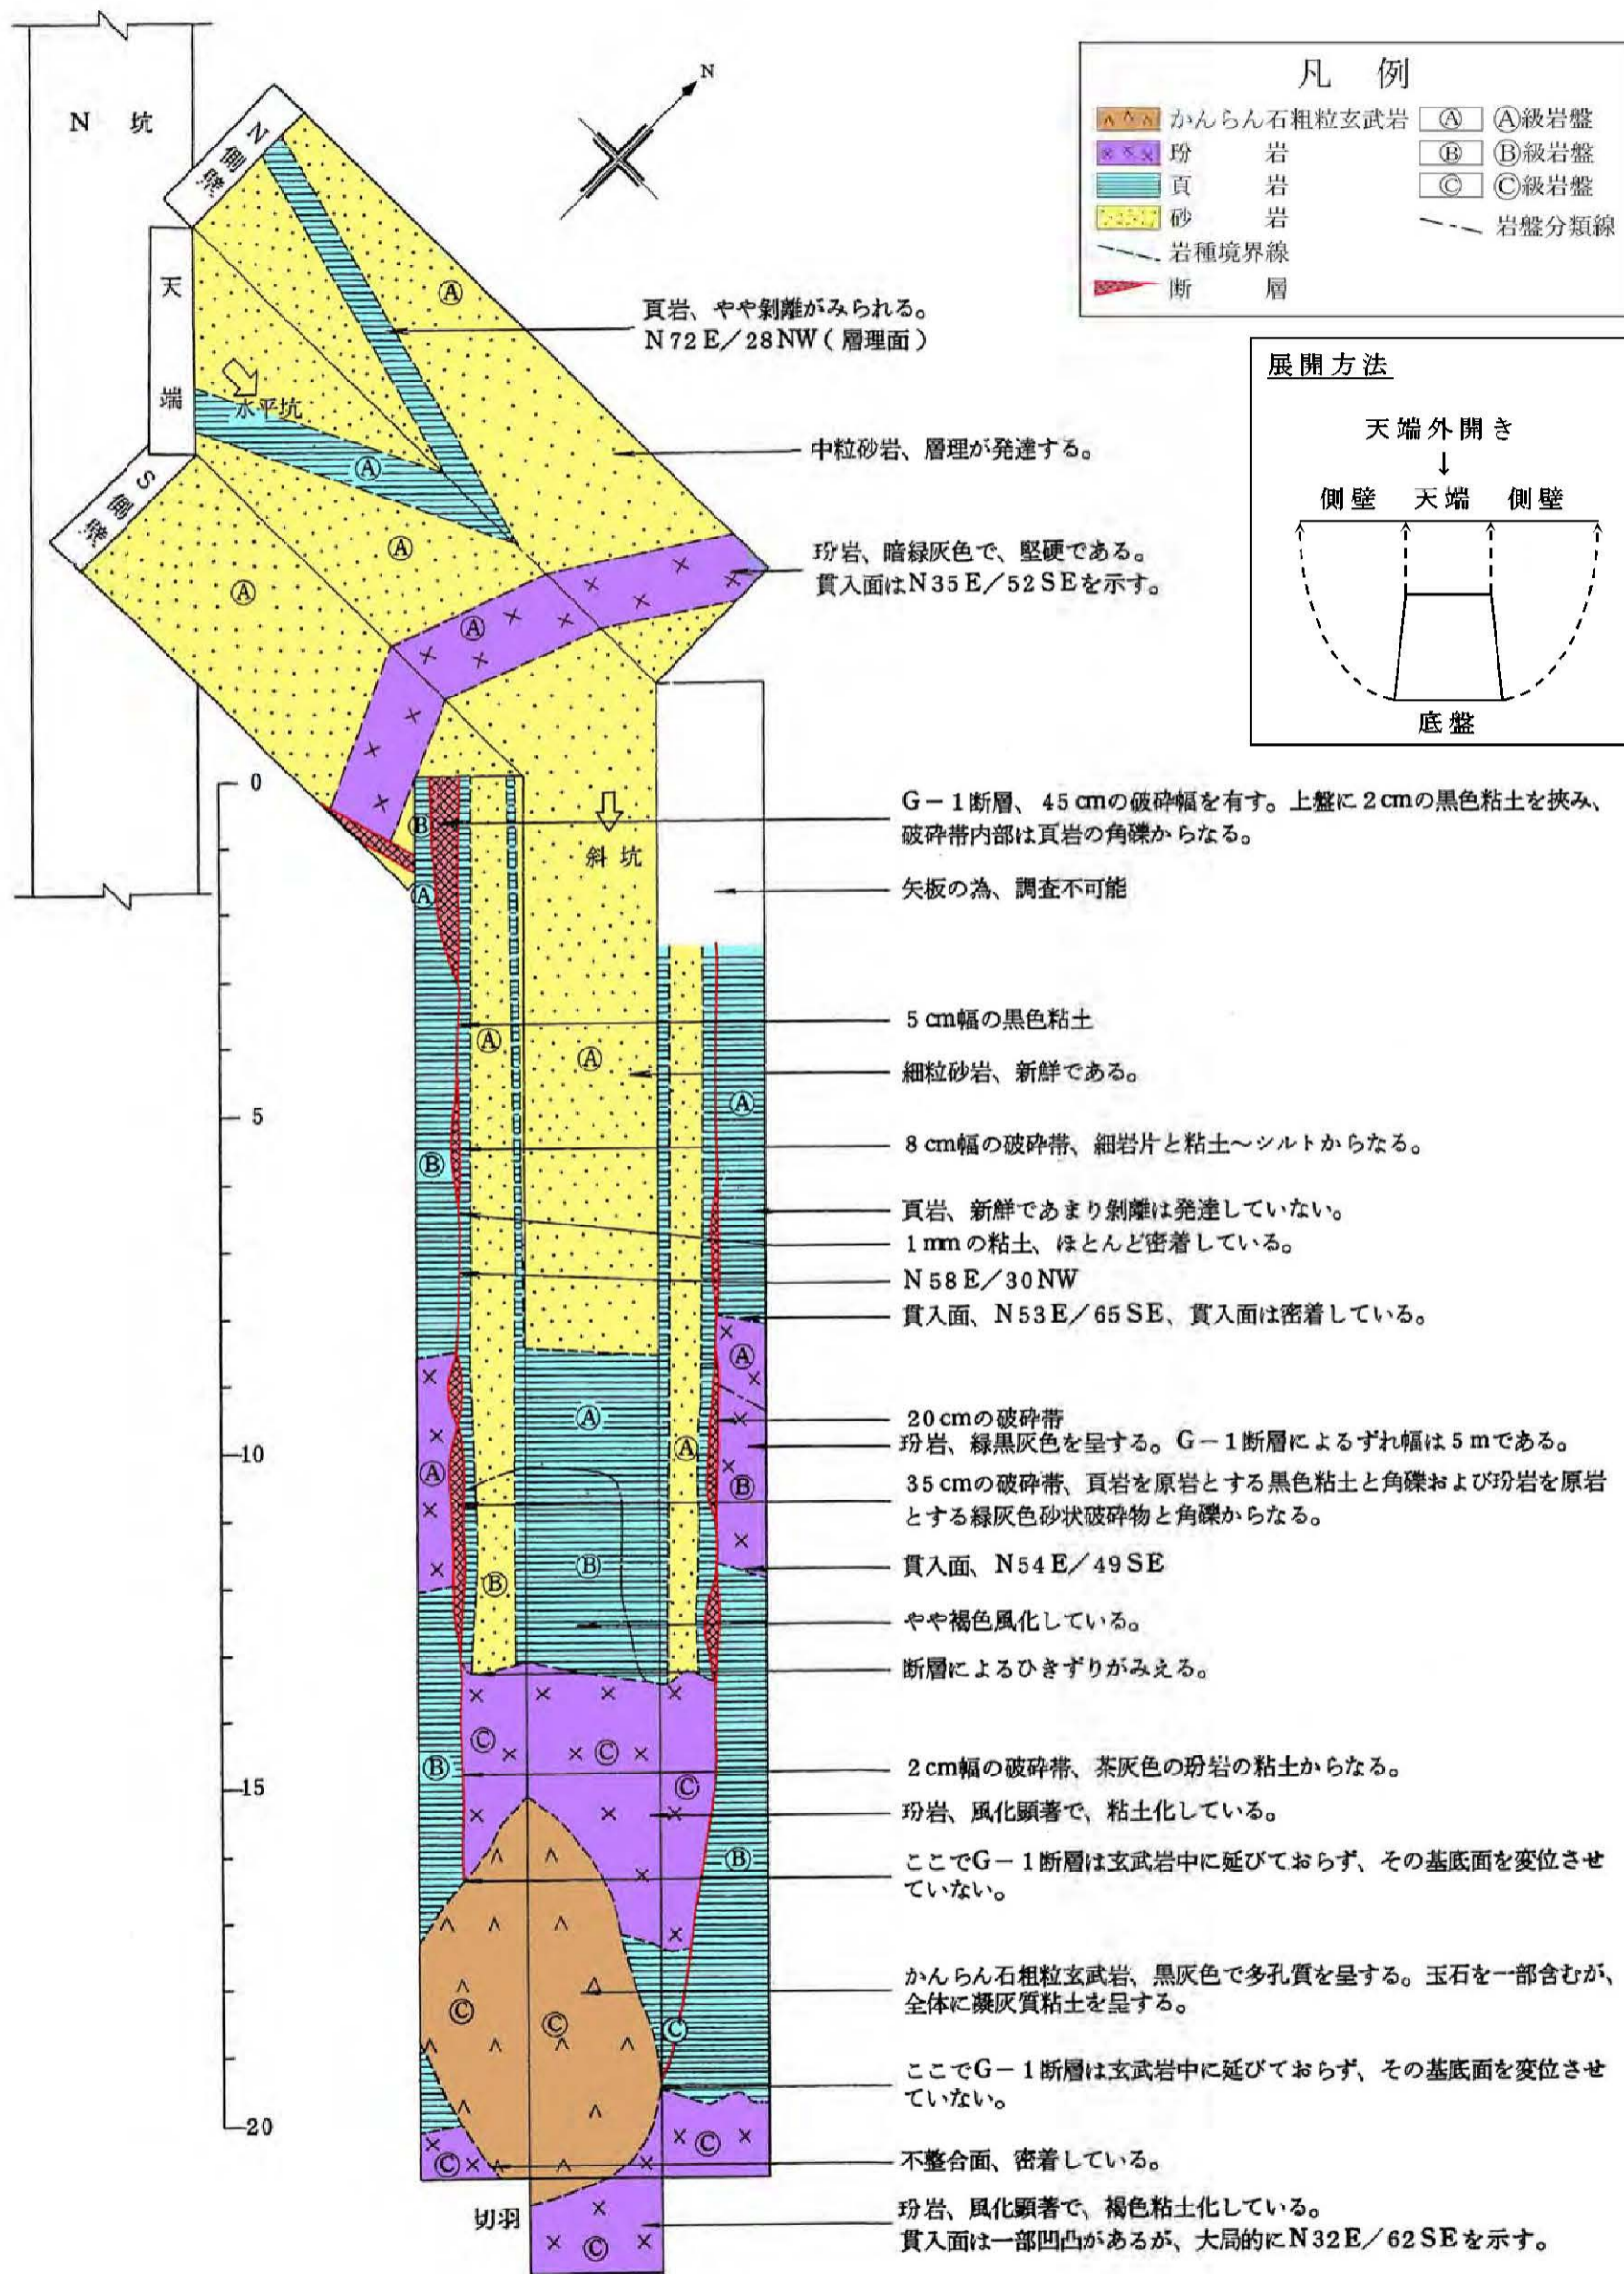 N 坑
N 側壁
天端
S 側壁
水平坑
N
凡 例
かんらん石粗粒玄武岩
玢岩
頁岩
砂岩
岩種境界線
断層
Ⓐ Ⓐ級岩盤
Ⓑ Ⓑ級岩盤
Ⓒ Ⓒ級岩盤
岩盤分類線
展開方法
天端外開き
↓
側壁 天端 側壁
底盤
頁岩、やや剝離がみられる。
N72E/28NW(層理面)
中粒砂岩、層理が発達する。
玢岩、暗緑灰色で、堅硬である。
貫入面はN35E/52SEを示す。
斜坑
G-1断層、45cmの破砕幅を有す。上盤に2cmの黒色粘土を挟み、
破砕帯内部は頁岩の角礫からなる。
矢板の為、調査不可能
5cm幅の黒色粘土
細粒砂岩、新鮮である。
8cm幅の破砕帯、細岩片と粘土~シルトからなる。
頁岩、新鮮であまり剝離は発達していない。
1mmの粘土、ほとんど密着している。
N58E/30NW
貫入面、N53E/65SE、貫入面は密着している。
20cmの破砕帯
玢岩、緑黒灰色を呈する。G-1断層によるずれ幅は5mである。
35cmの破砕帯、頁岩を原岩とする黒色粘土と角礫および玢岩を原岩
とする緑灰色砂状破砕物と角礫からなる。
貫入面、N54E/49SE
やや褐色風化している。
断層によるひきずりがみえる。
2cm幅の破砕帯、茶灰色の玢岩の粘土からなる。
玢岩、風化顕著で、粘土化している。
ここでG-1断層は玄武岩中に延びておらず、その基底面を変位させ
ていない。
かんらん石粗粒玄武岩、黒灰色で多孔質を呈する。玉石を一部含むが、
全体に凝灰質粘土を呈する。
ここでG-1断層は玄武岩中に延びておらず、その基底面を変位させ
ていない。
不整合面、密着している。
玢岩、風化顕著で、褐色粘土化している。
貫入面は一部凹凸があるが、大局的にN32E/62SEを示す。
切羽
0
5
10
15
20
Ⓐ
Ⓐ
Ⓐ
Ⓐ
Ⓐ
Ⓑ
Ⓐ
Ⓐ
Ⓐ
Ⓐ
Ⓑ
Ⓐ
Ⓐ
Ⓐ
Ⓐ
Ⓑ
Ⓑ
Ⓑ
Ⓒ
Ⓒ
Ⓑ
Ⓒ
Ⓑ
Ⓒ
Ⓒ
Ⓒ
Ⓒ
Ⓒ
Ⓒ